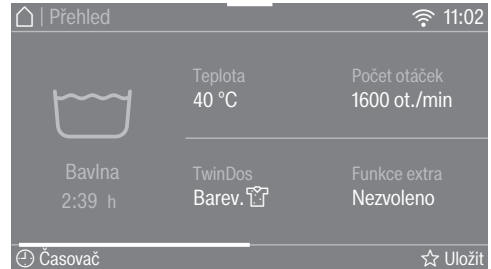 | Přehled
11:02
Teplota
40 °C
Počet otáček
1600 ot./min
Bavlna
2:39 h
TwinDos
Barev.
Funkce extra
Nezvoleno
Časovač
Uložit